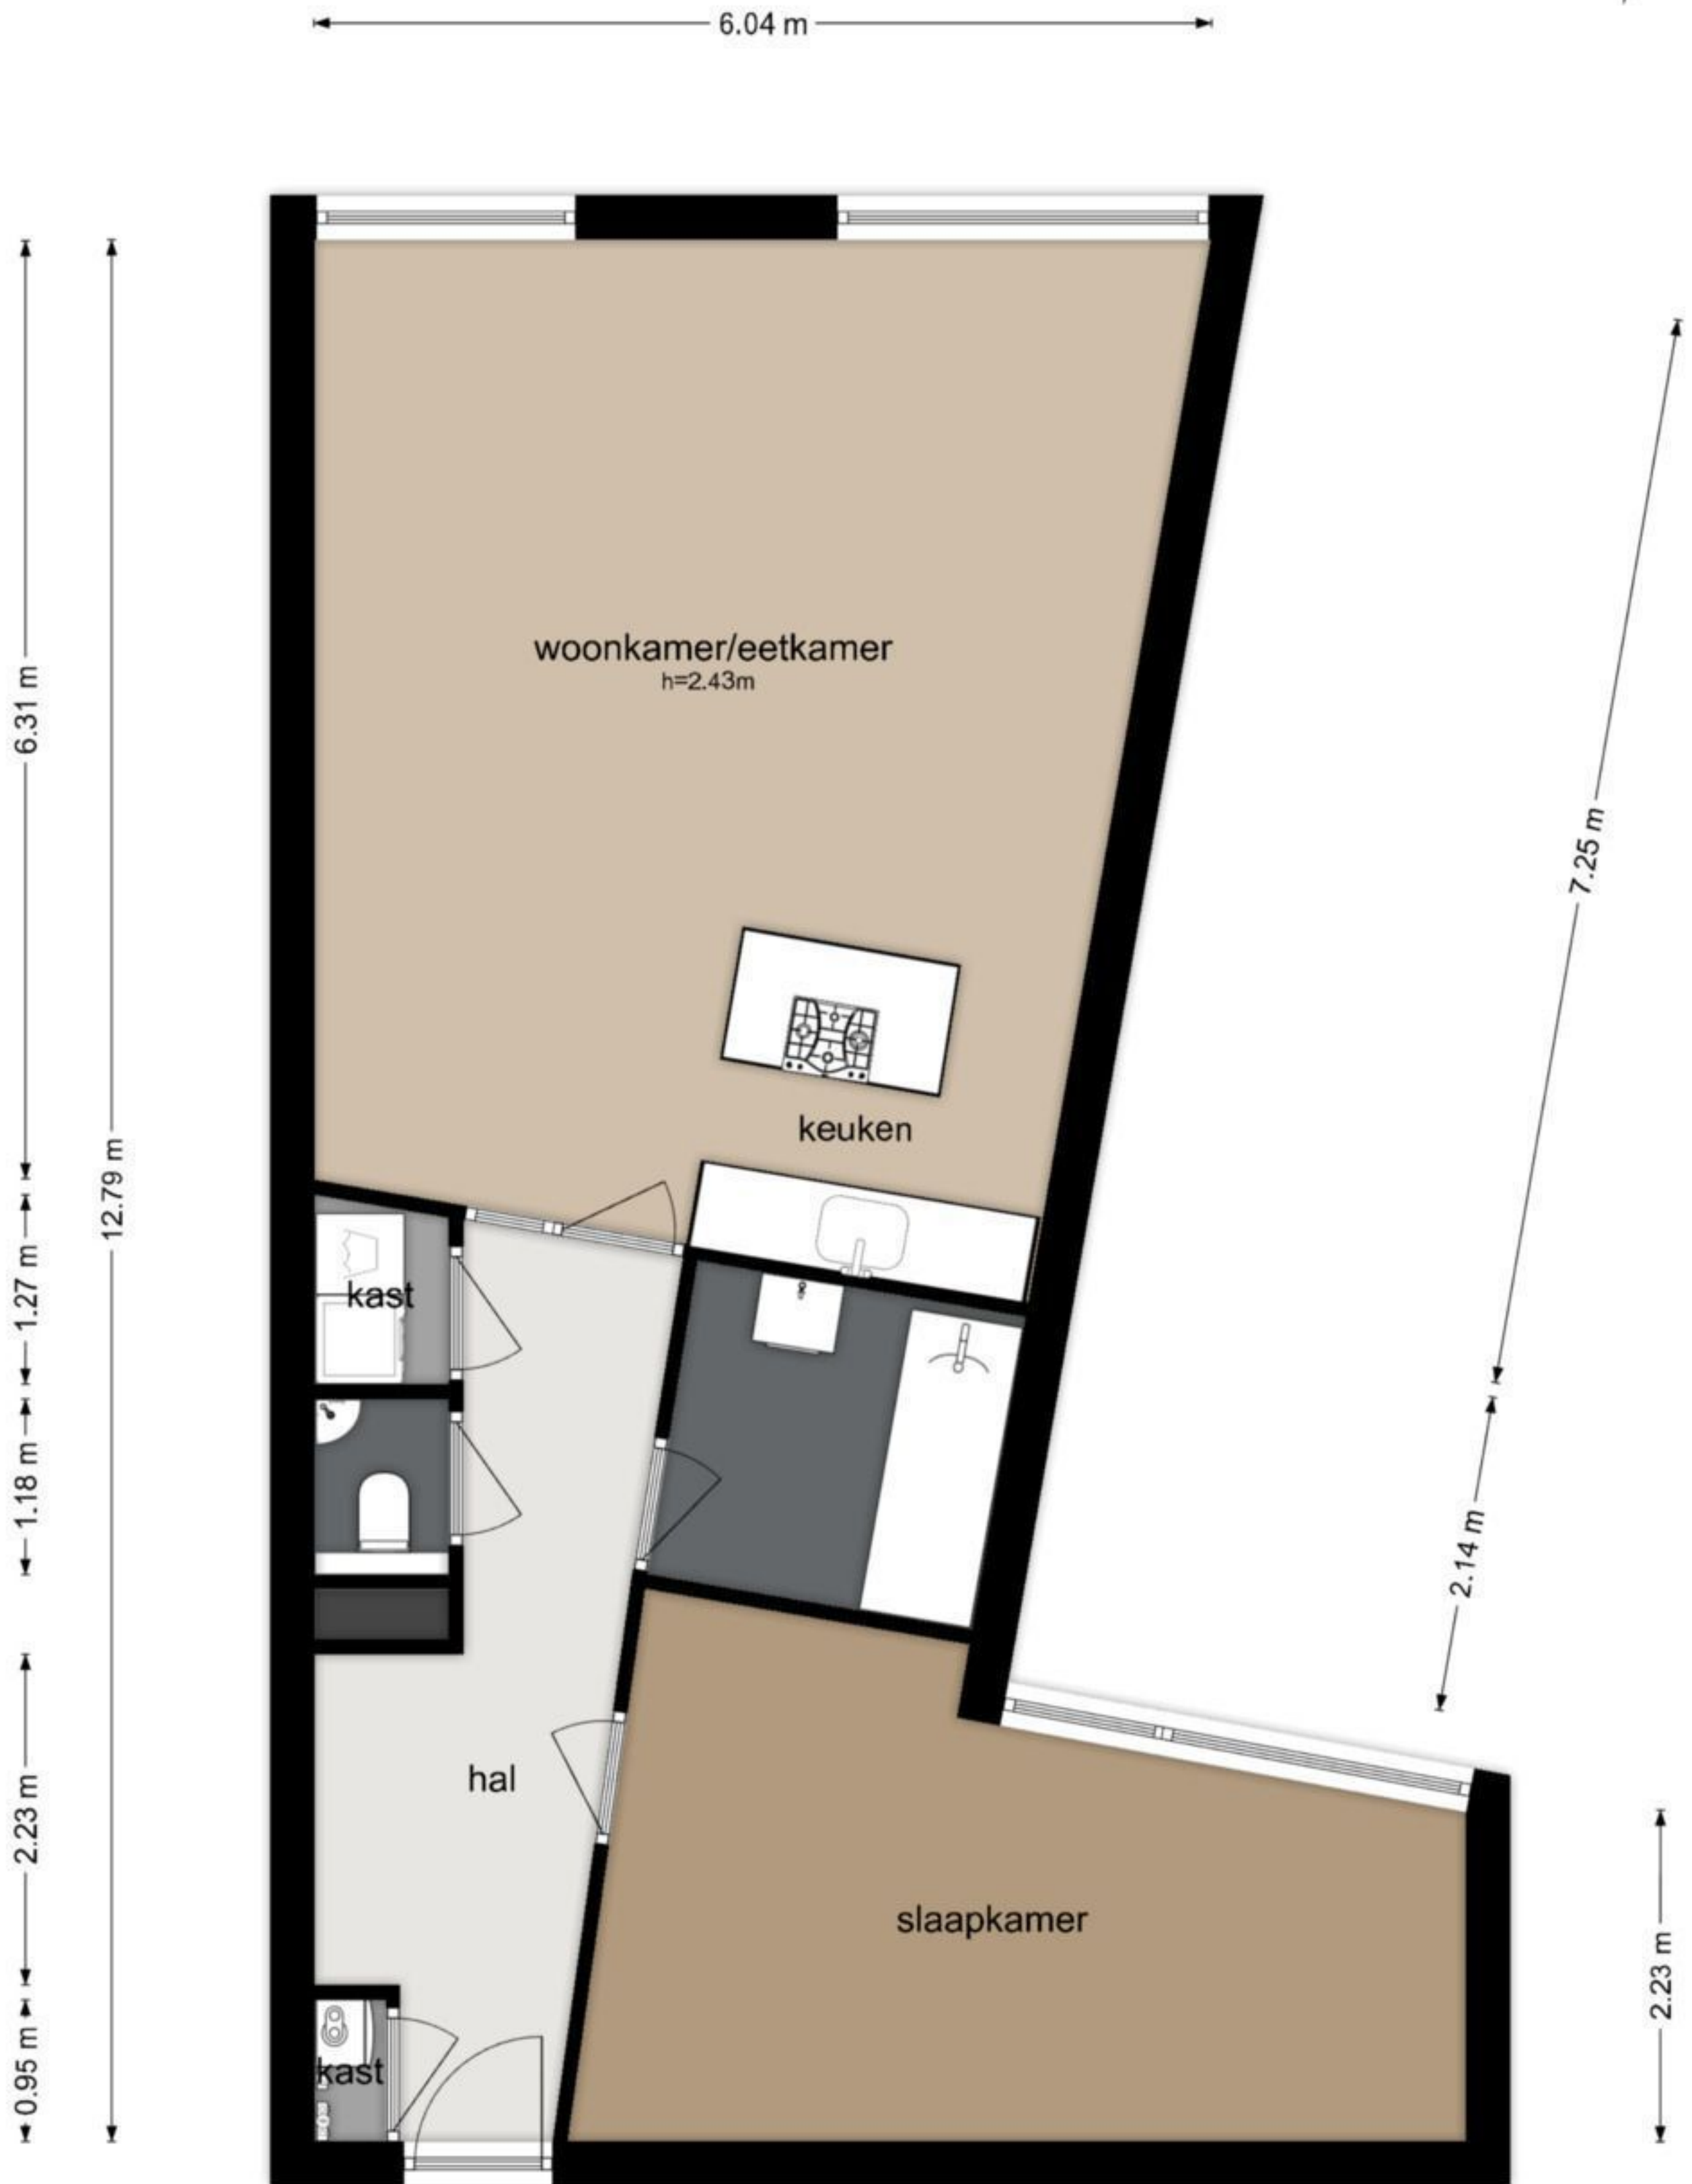 6.04 m
woonkamer/eetkamer
h=2.43m
6.31 m
7.25 m
keuken
12.79 m
kast
1.27 m
1.18 m
2.14 m
hal
2.23 m
slaapkamer
2.23 m
kast
0.95 m